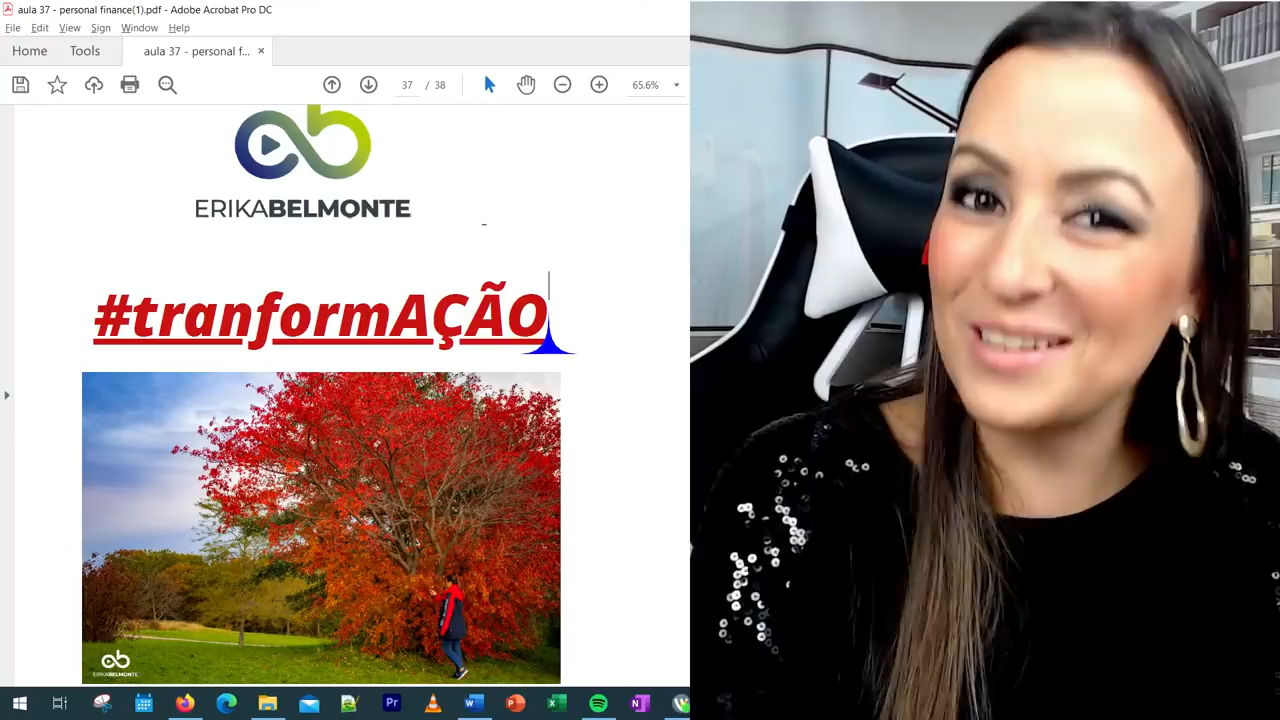 aula 37 - personal finance(1).pdf - Adobe Acrobat Pro DC
File Edit View Sign Window Help
Home Tools aula 37 - personal f... ×
37 / 38 65.6%
ERIKABELMONTE
#tranformAÇÃO
ERIKABELMONTE